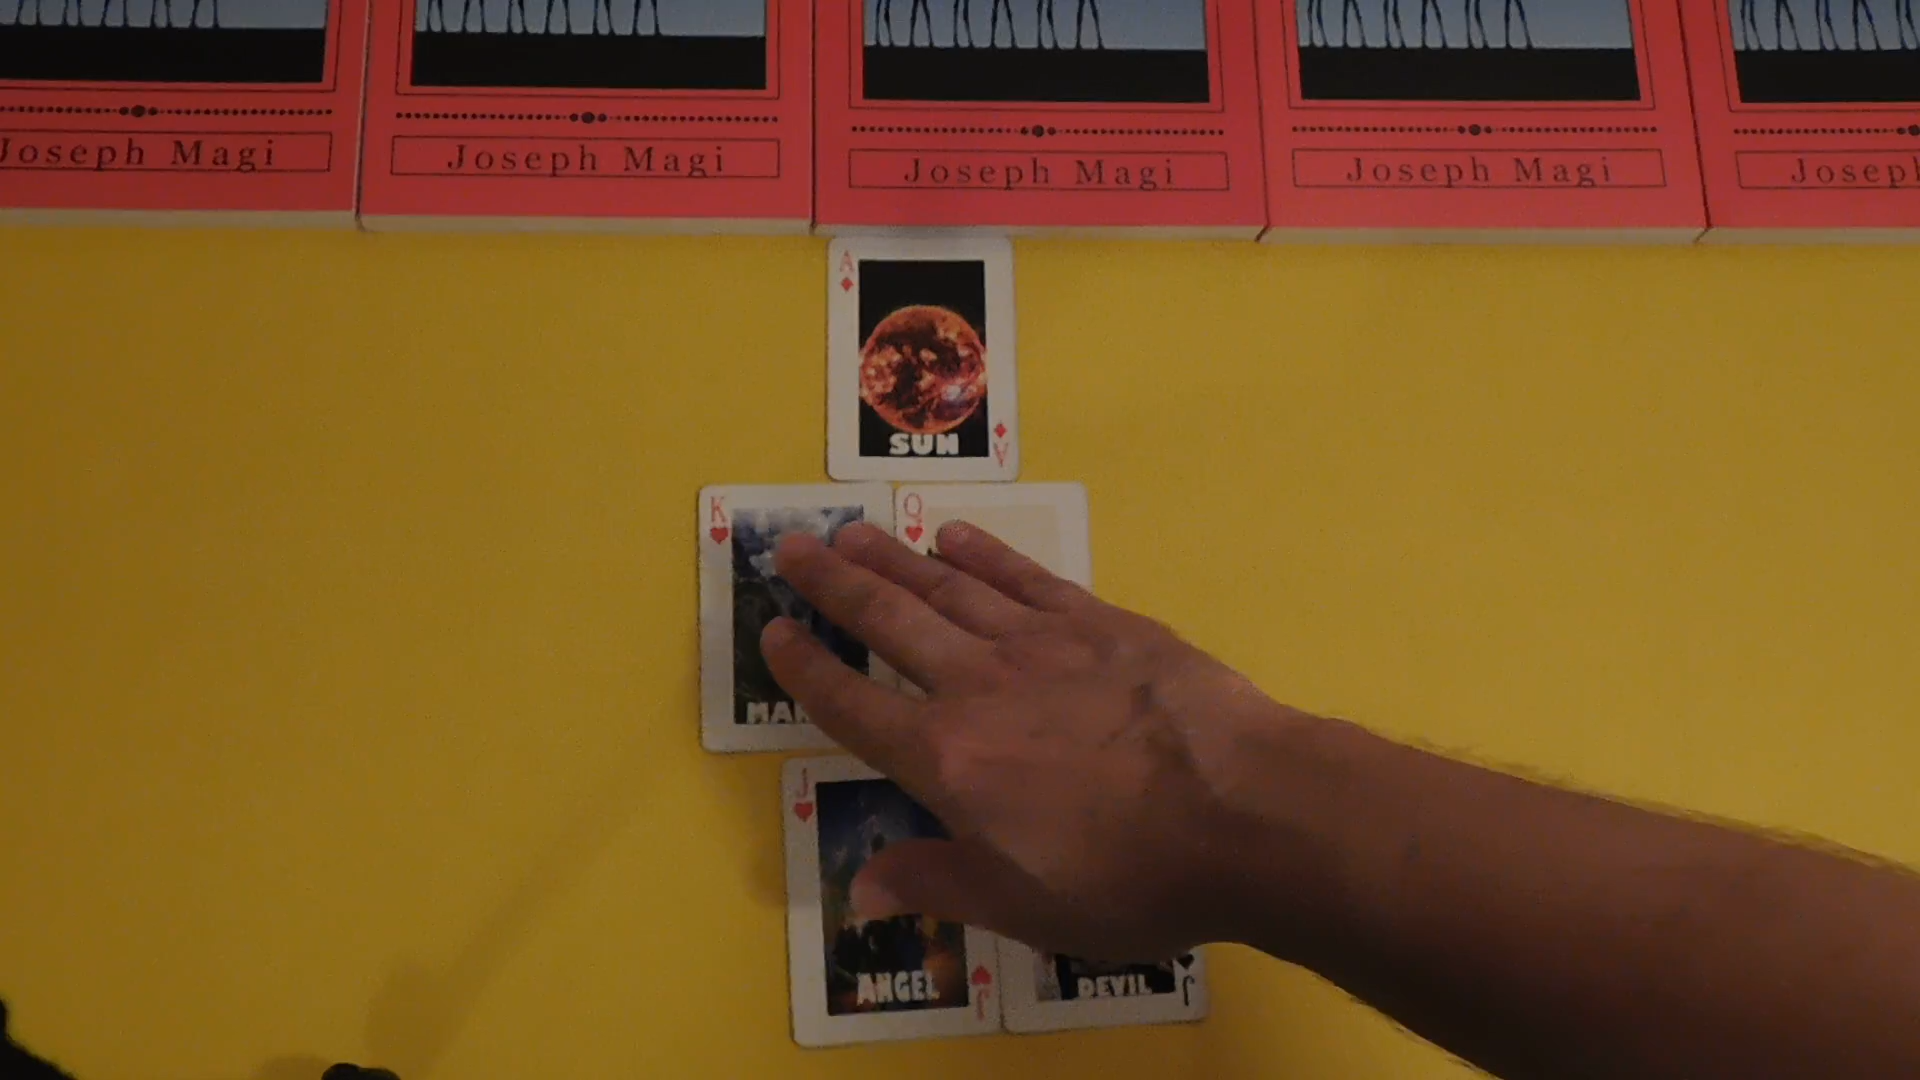 Joseph Magi
Joseph Magi
Joseph Magi
Joseph Magi
Joseph
A
SUN
A
K
Q
J
ANGEL
J
DEVIL
J